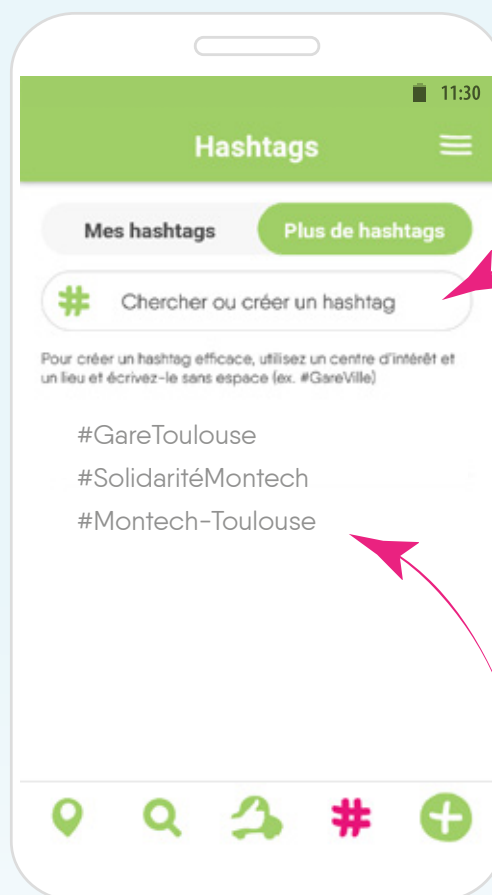 11:30
Hashtags
Mes hashtags Plus de hashtags
Chercher ou créer un hashtag
Pour créer un hashtag efficace, utilisez un centre d'intérêt et
un lieu et écrivez-le sans espace (ex. #GareVille)
#GareToulouse
#SolidaritéMontech
#Montech-Toulouse